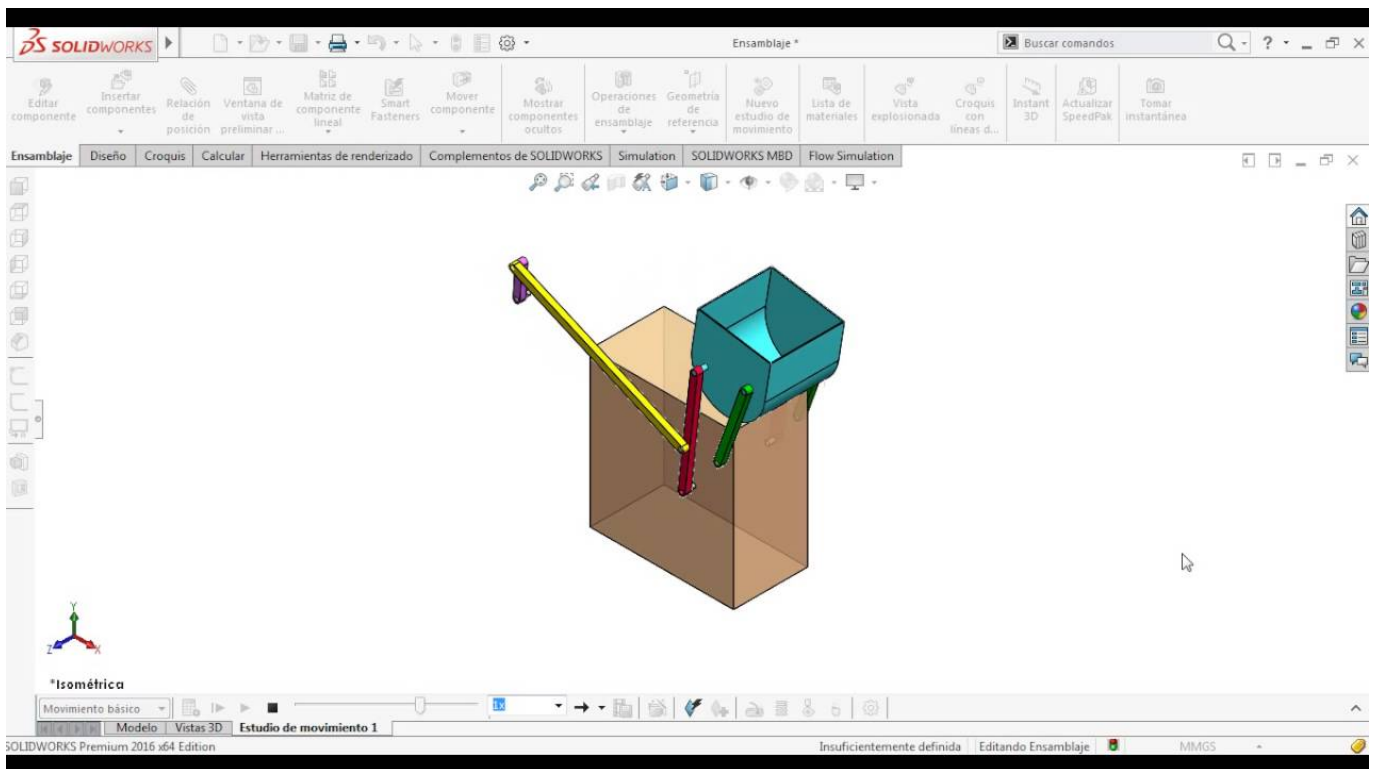 SOLIDWORKS
Ensamblaje *
Buscar comandos
?
Editar componente
Insertar componentes
Relación de posición
Ventana de vista preliminar ...
Matriz de componente lineal
Smart Fasteners
Mover componente
Mostrar componentes ocultos
Operaciones de ensamblaje
Geometría de referencia
Nuevo estudio de movimiento
Lista de materiales
Vista explosionada
Croquis con líneas d...
Instant 3D
Actualizar SpeedPak
Tomar instantánea
Ensamblaje Diseño Croquis Calcular Herramientas de renderizado Complementos de SOLIDWORKS Simulation SOLIDWORKS MBD Flow Simulation
Y
Z X
*Isométrica
Movimiento básico 1x
Modelo Vistas 3D Estudio de movimiento 1
SOLIDWORKS Premium 2016 x64 Edition Insuficientemente definida Editando Ensamblaje MMGS